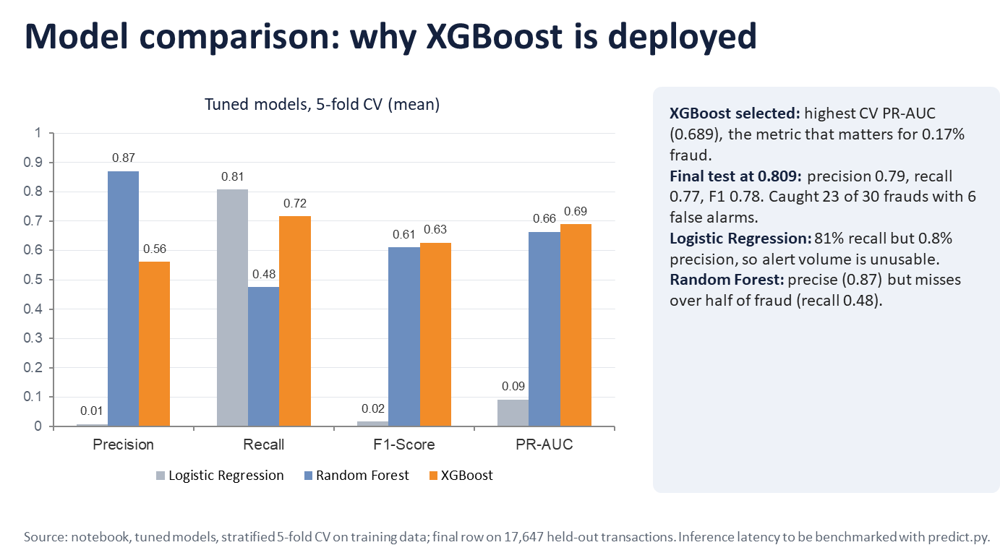 Model comparison: why XGBoost is deployed
Tuned models, 5-fold CV (mean)
1
0.9
0.8
0.7
0.6
0.5
0.4
0.3
0.2
0.1
0
0.01
0.87
0.56
0.81
0.48
0.72
0.02
0.61
0.63
0.09
0.66
0.69
Precision
Recall
F1-Score
PR-AUC
Logistic Regression
Random Forest
XGBoost
XGBoost selected: highest CV PR-AUC
(0.689), the metric that matters for 0.17%
fraud.
Final test at 0.809: precision 0.79, recall
0.77, F1 0.78. Caught 23 of 30 frauds with 6
false alarms.
Logistic Regression: 81% recall but 0.8%
precision, so alert volume is unusable.
Random Forest: precise (0.87) but misses
over half of fraud (recall 0.48).
Source: notebook, tuned models, stratified 5-fold CV on training data; final row on 17,647 held-out transactions. Inference latency to be benchmarked with predict.py.